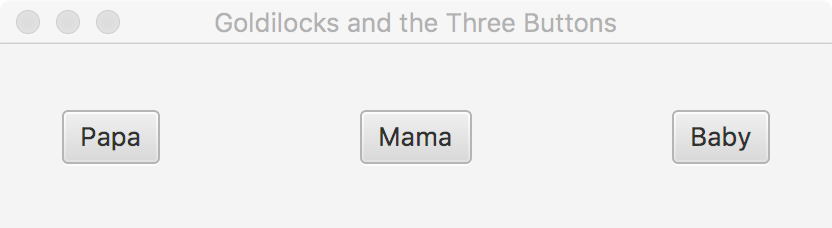 Goldilocks and the Three Buttons
Papa Mama Baby